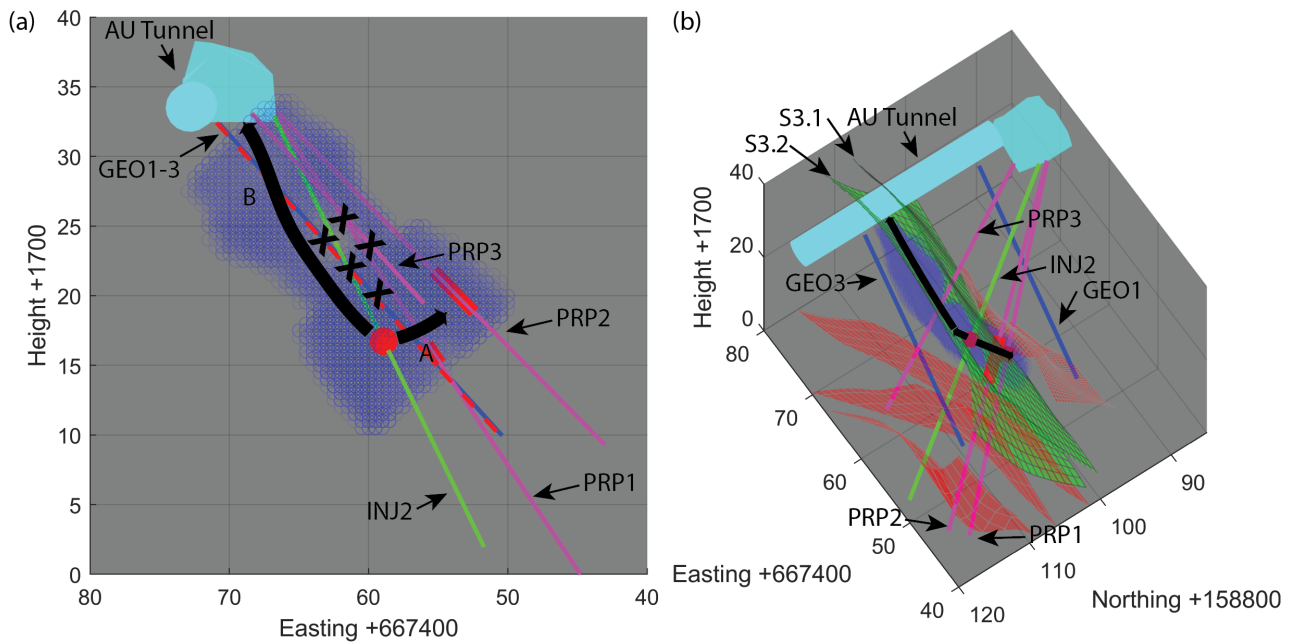 (a)
40
35
30
25
20
15
10
5
0
Height +1700
80
70
60
50
40
Easting +667400
AU Tunnel
GEO1-3
B
PRP3
PRP2
A
PRP1
INJ2
(b)
S3.1
S3.2
AU Tunnel
40
20
0
Height +1700
PRP3
INJ2
GEO3
GEO1
80
70
60
50
40
Easting +667400
PRP2
PRP1
90
100
110
120
Northing +158800